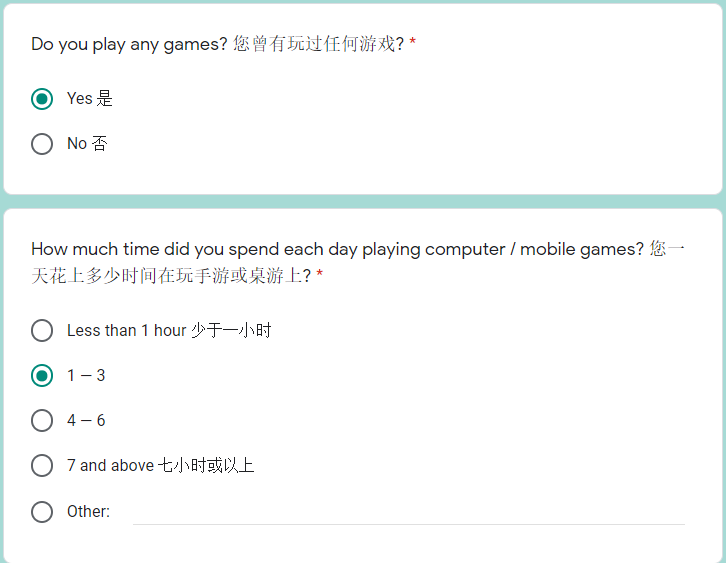 Do you play any games? 您曾有玩过任何游戏? *
Yes 是
No 否
How much time did you spend each day playing computer / mobile games? 您一
天花上多少时间在玩手游或桌游上? *
Less than 1 hour 少于一小时
1 – 3
4 – 6
7 and above 七小时或以上
Other: